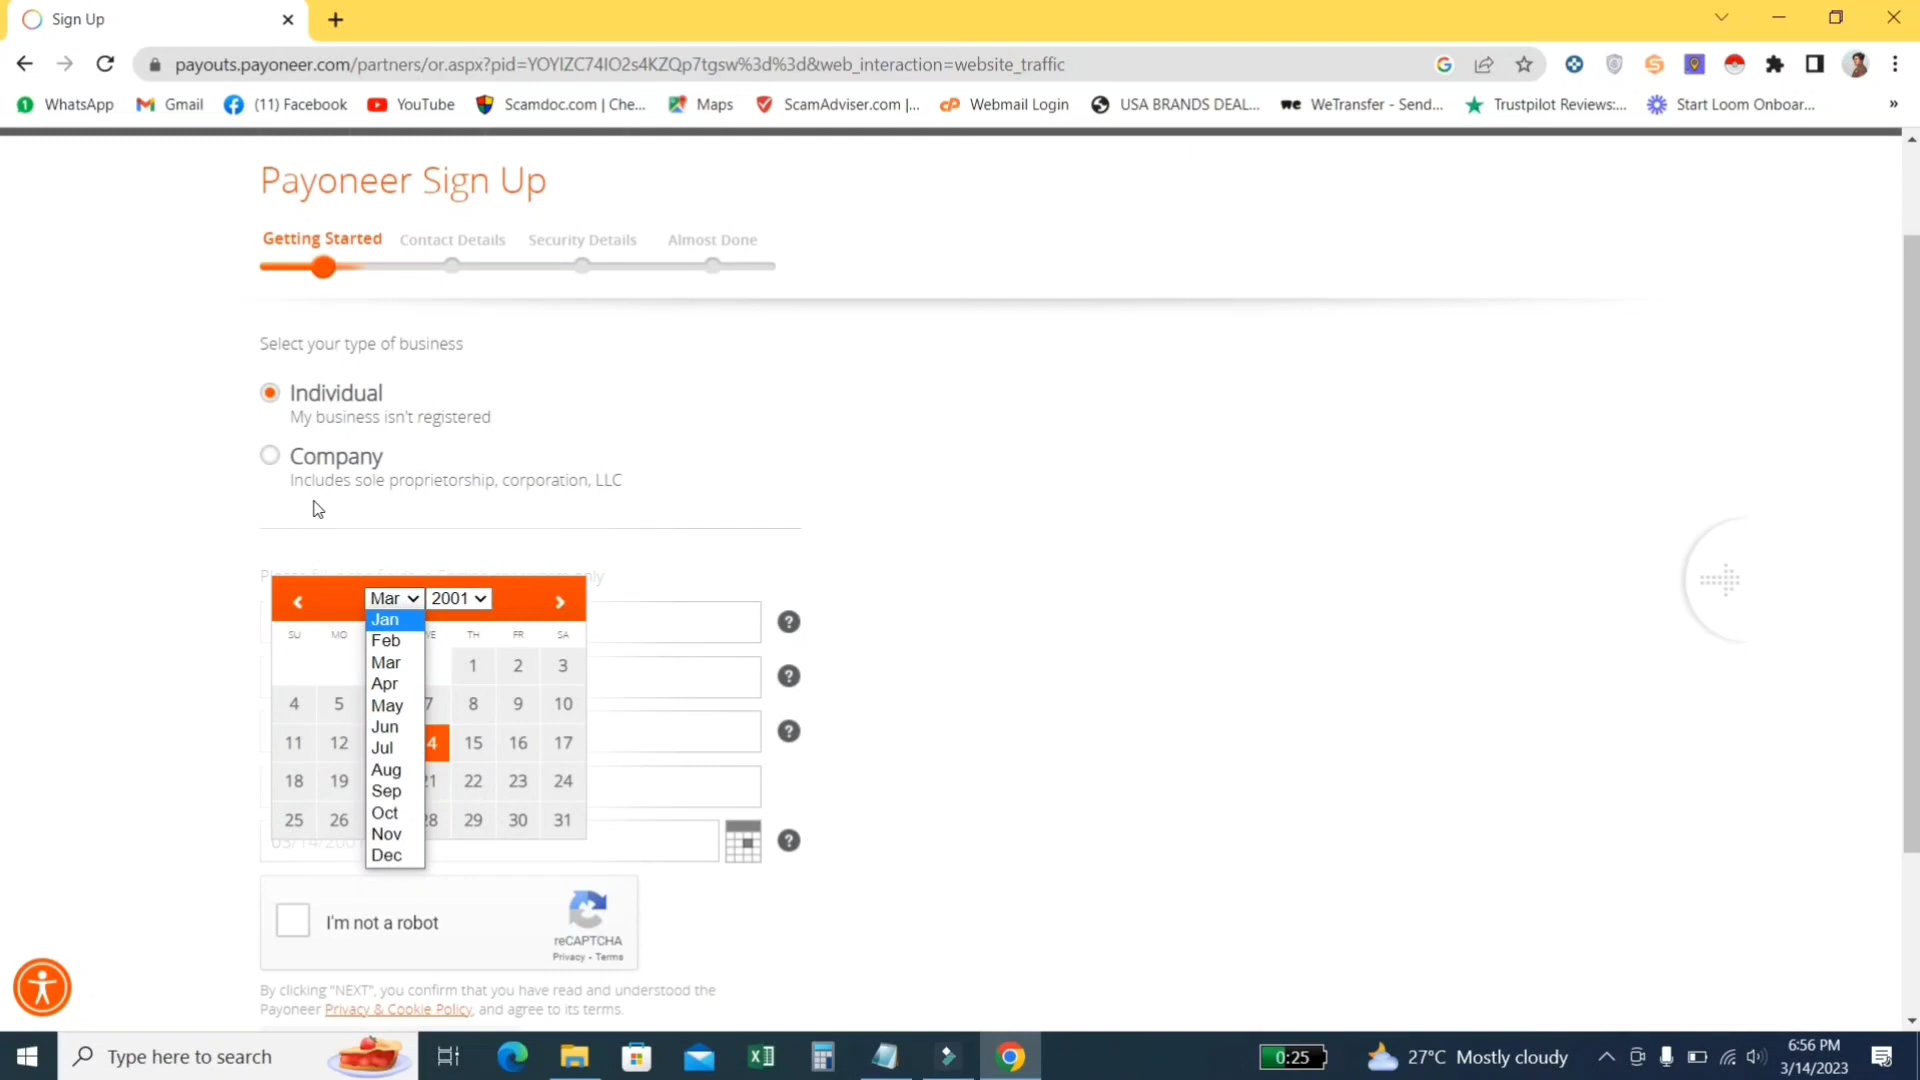 Sign Up
payouts.payoneer.com/partners/or.aspx?pid=YOYIZC74IO2s4KZQp7tgsw%3d%3d&web_interaction=website_traffic
WhatsApp Gmail (11) Facebook YouTube Scamdoc.com | Che... Maps ScamAdviser.com |... Webmail Login USA BRANDS DEAL... WeTransfer - Send... Trustpilot Reviews:... Start Loom Onboar... »
Payoneer Sign Up
Getting Started Contact Details Security Details Almost Done
Select your type of business
Individual
My business isn't registered
Company
Includes sole proprietorship, corporation, LLC
only
Mar 2001
SU MO WE TH FR SA
1 2 3
4 5 7 8 9 10
11 12 4 15 16 17
18 19 21 22 23 24
25 26 28 29 30 31
Jan
Feb
Mar
Apr
May
Jun
Jul
Aug
Sep
Oct
Nov
Dec
03/14/2001
I'm not a robot
reCAPTCHA
Privacy - Terms
By clicking "NEXT", you confirm that you have read and understood the
Payoneer Privacy & Cookie Policy, and agree to its terms.
Type here to search
0:25
27°C Mostly cloudy
6:56 PM
3/14/2023